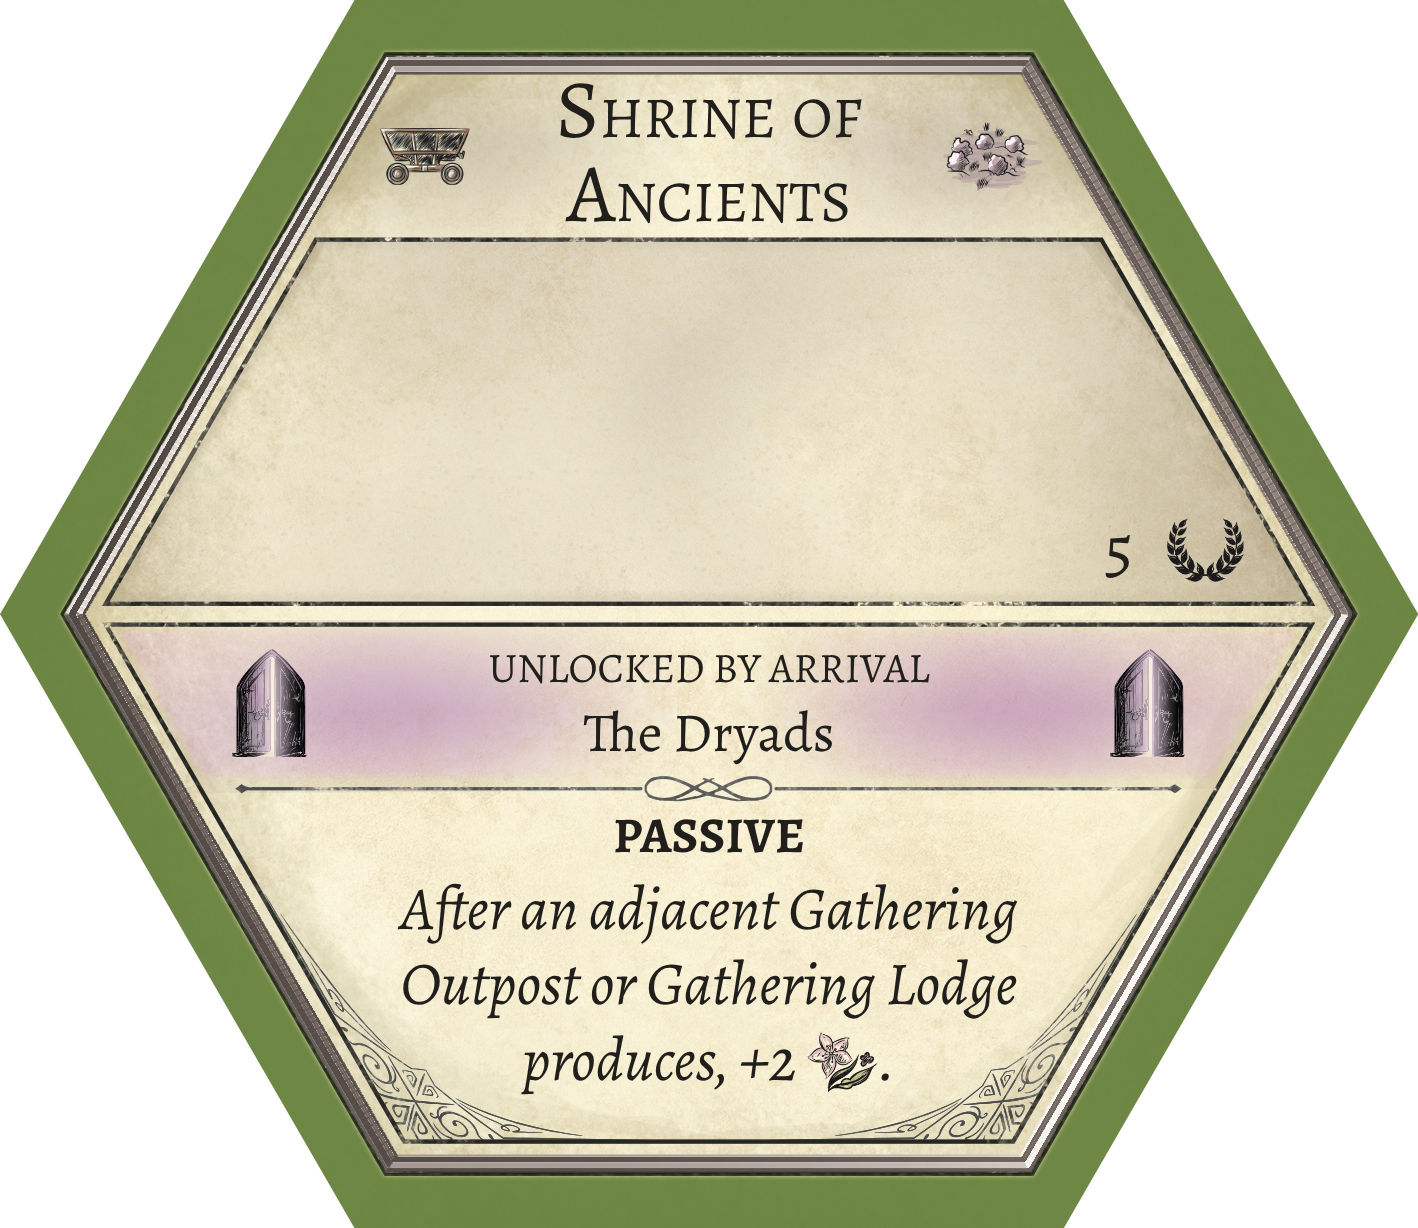 Shrine of
Ancients
5
UNLOCKED BY ARRIVAL
The Dryads
PASSIVE
After an adjacent Gathering
Outpost or Gathering Lodge
produces, +2 .